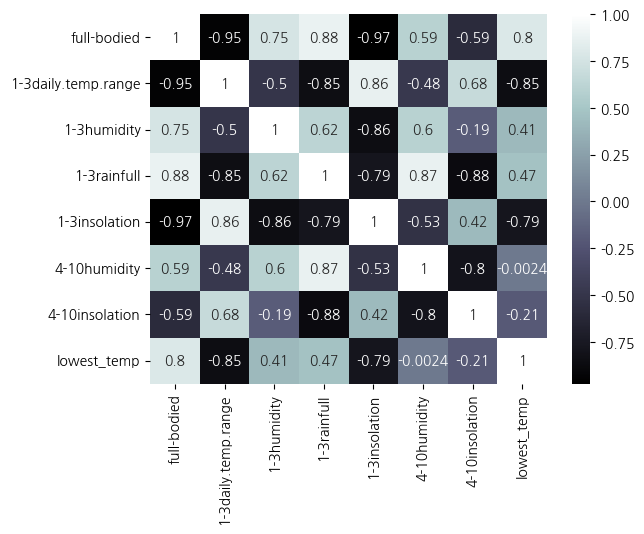 full-bodied 1 -0.95 0.75 0.88 -0.97 0.59 -0.59 0.8
1-3daily.temp.range -0.95 1 -0.5 -0.85 0.86 -0.48 0.68 -0.85
1-3humidity 0.75 -0.5 1 0.62 -0.86 0.6 -0.19 0.41
1-3rainfull 0.88 -0.85 0.62 1 -0.79 0.87 -0.88 0.47
1-3insolation -0.97 0.86 -0.86 -0.79 1 -0.53 0.42 -0.79
4-10humidity 0.59 -0.48 0.6 0.87 -0.53 1 -0.8 -0.0024
4-10insolation -0.59 0.68 -0.19 -0.88 0.42 -0.8 1 -0.21
lowest_temp 0.8 -0.85 0.41 0.47 -0.79 -0.0024 -0.21 1
full-bodied
1-3daily.temp.range
1-3humidity
1-3rainfull
1-3insolation
4-10humidity
4-10insolation
lowest_temp
1.00
0.75
0.50
0.25
0.00
-0.25
-0.50
-0.75